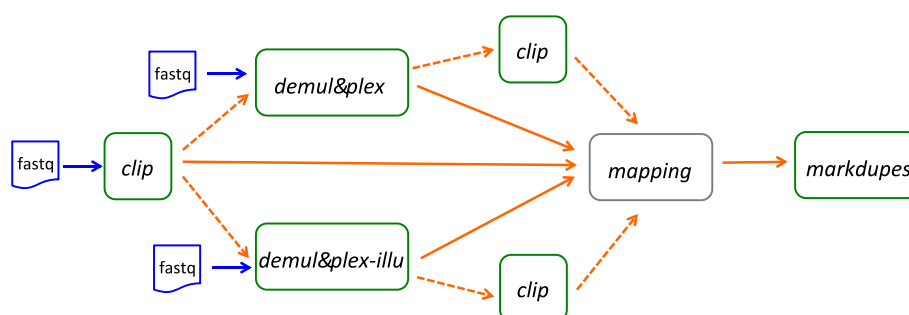 clip
fastq
demul&plex
fastq
clip
mapping
markdupes
demul&plex-illu
fastq
clip